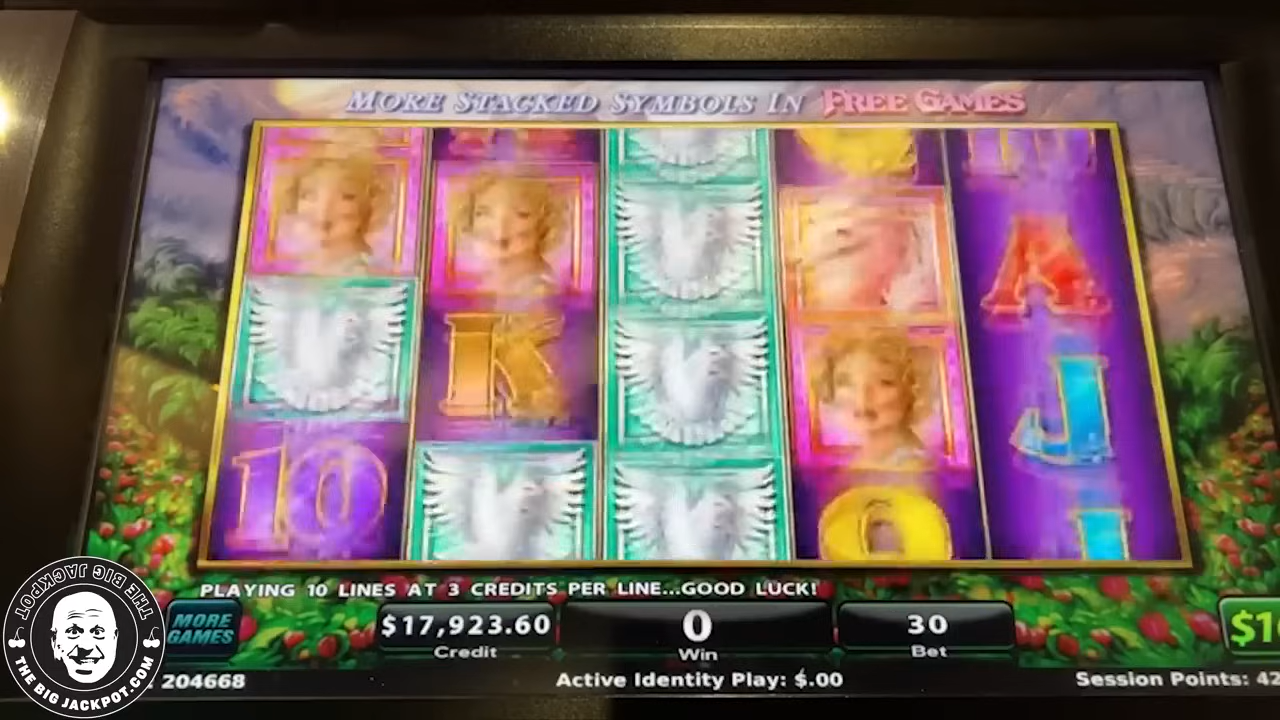 MORE STACKED SYMBOLS IN FREE GAMES
K
A
J
10
Q
PLAYING 10 LINES AT 3 CREDITS PER LINE...GOOD LUCK!
MORE GAMES
$17,923.60
Credit
0
Win
30
Bet
204668
Active Identity Play: $.00
Session Points: 42
THE BIG JACKPOT
THE BIG JACKPOT.COM